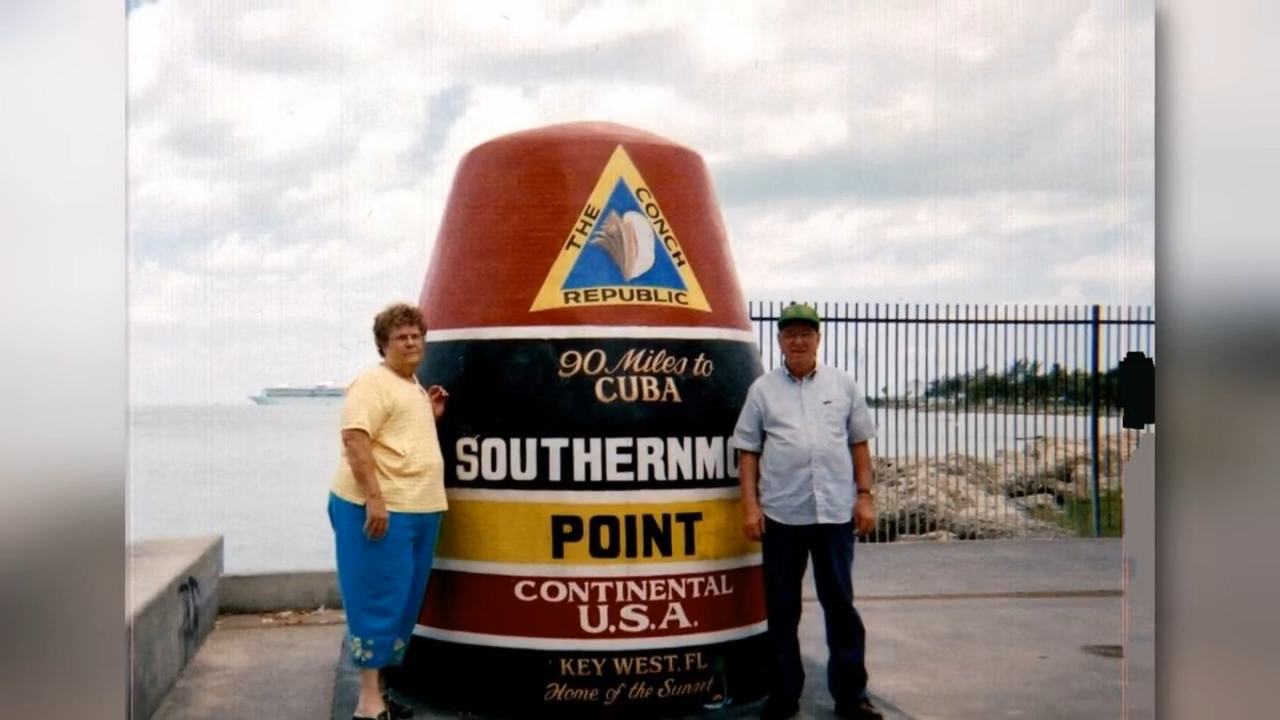 THE CONCH
REPUBLIC
90 Miles to
CUBA
SOUTHERNMO
POINT
CONTINENTAL
U.S.A.
KEY WEST, FL
Home of the Sunset